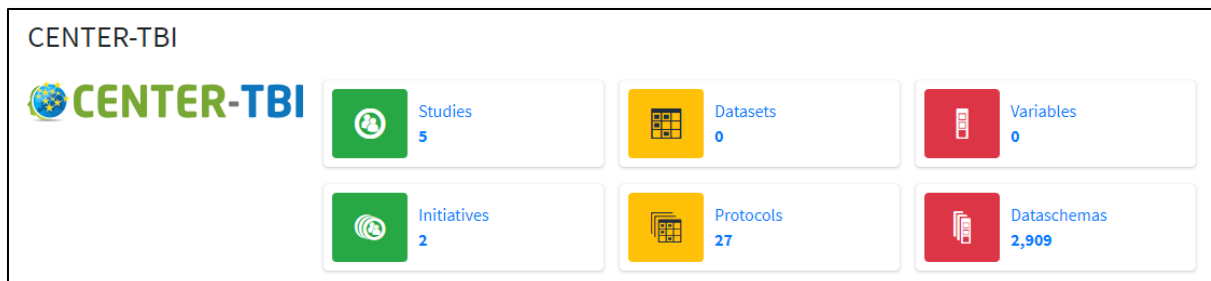 CENTER-TBI
CENTER-TBI
Studies
5
Datasets
0
Variables
0
Initiatives
2
Protocols
27
Dataschemas
2,909